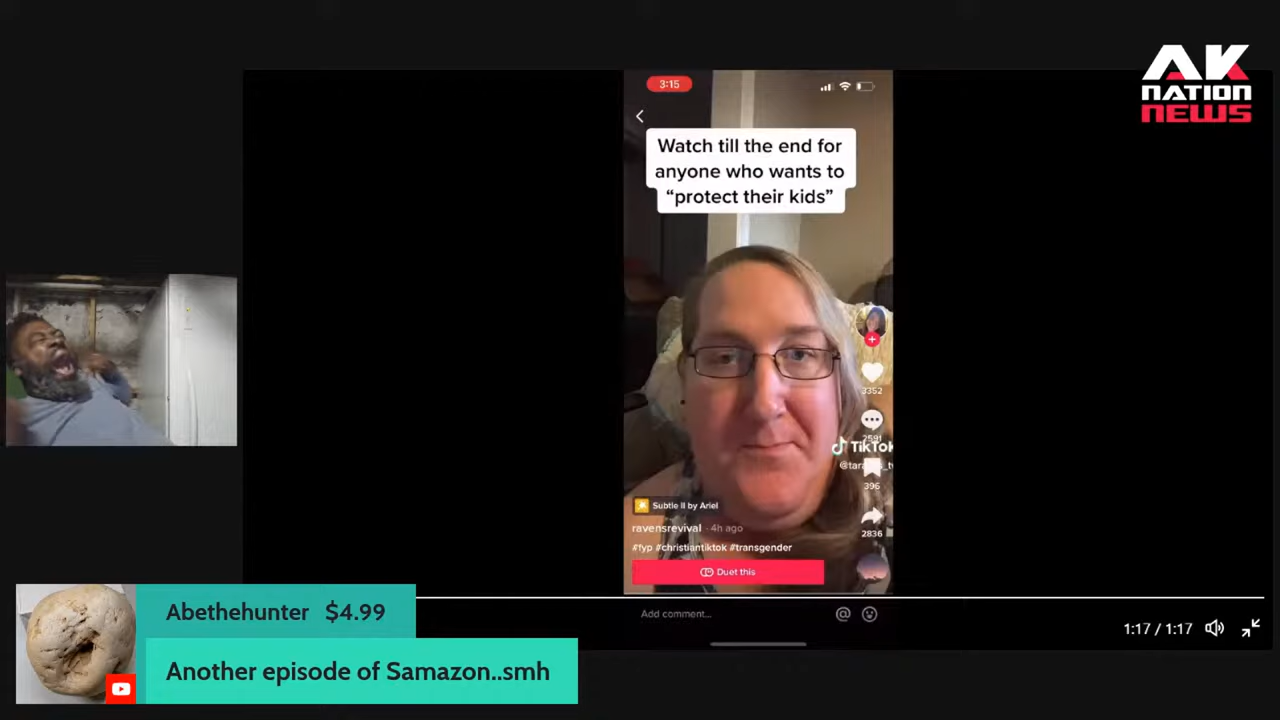 AK
NATION
NEWS
3:15
Watch till the end for
anyone who wants to
“protect their kids”
3352
2591
TikTok
396
Subtle II by Ariel
ravensrevival · 4h ago
2836
#fyp #christiantiktok #transgender
Duet this
Add comment...
@
1:17 / 1:17
Abethehunter $4.99
Another episode of Samazon..smh